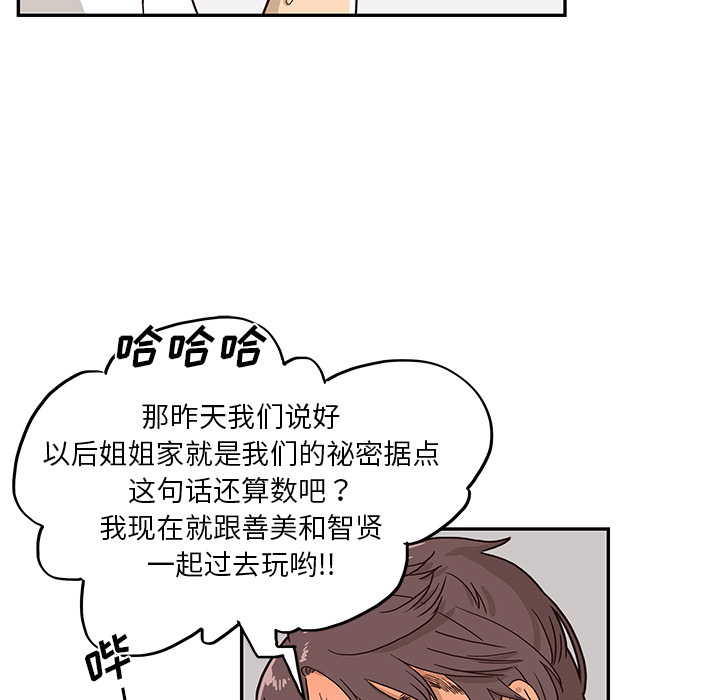 哈哈哈
那昨天我们说好
以后姐姐家就是我们的祕密据点
这句话还算数吧?
我现在就跟善美和智贤
一起过去玩哟!!
哔